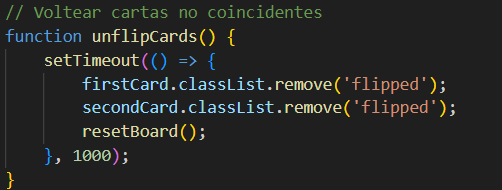 // Voltear cartas no coincidentes
function unflipCards() {
    setTimeout(() => {
        firstCard.classList.remove('flipped');
        secondCard.classList.remove('flipped');
        resetBoard();
    }, 1000);
}